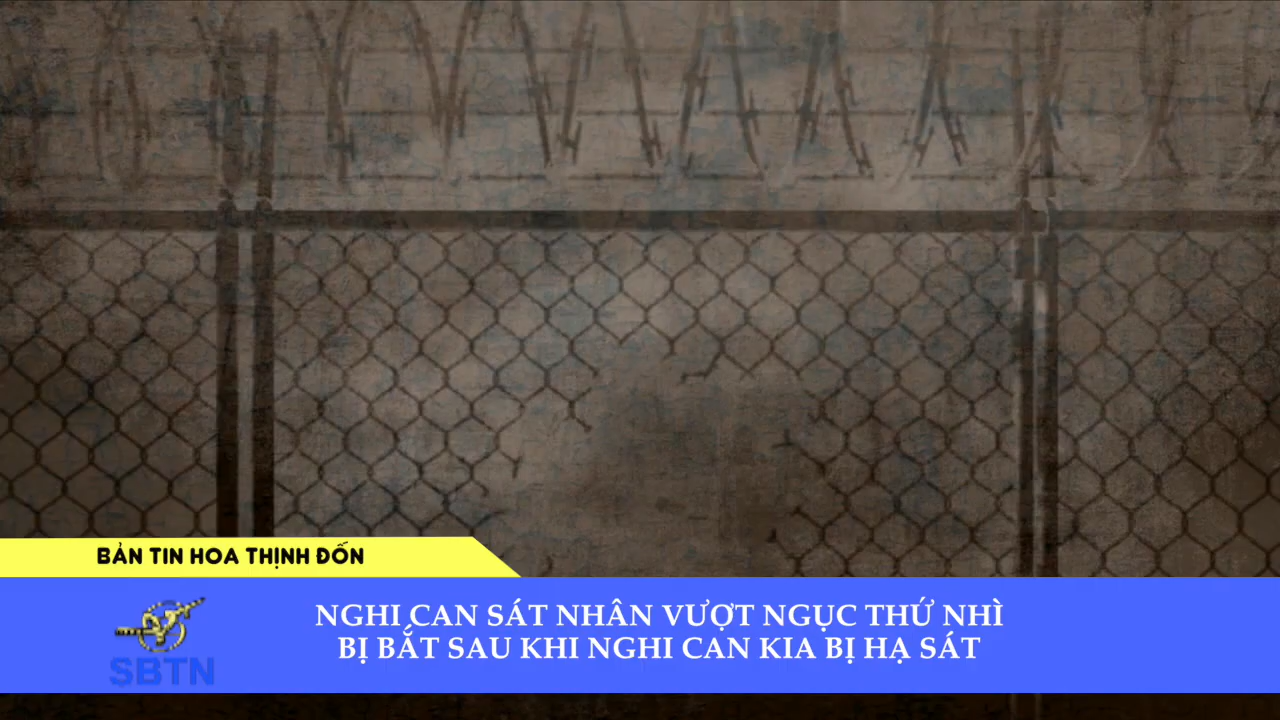 BẢN TIN HOA THỊNH ĐỐN
NGHI CAN SÁT NHÂN VƯỢT NGỤC THỨ NHÌ
BỊ BẮT SAU KHI NGHI CAN KIA BỊ HẠ SÁT
SBTN